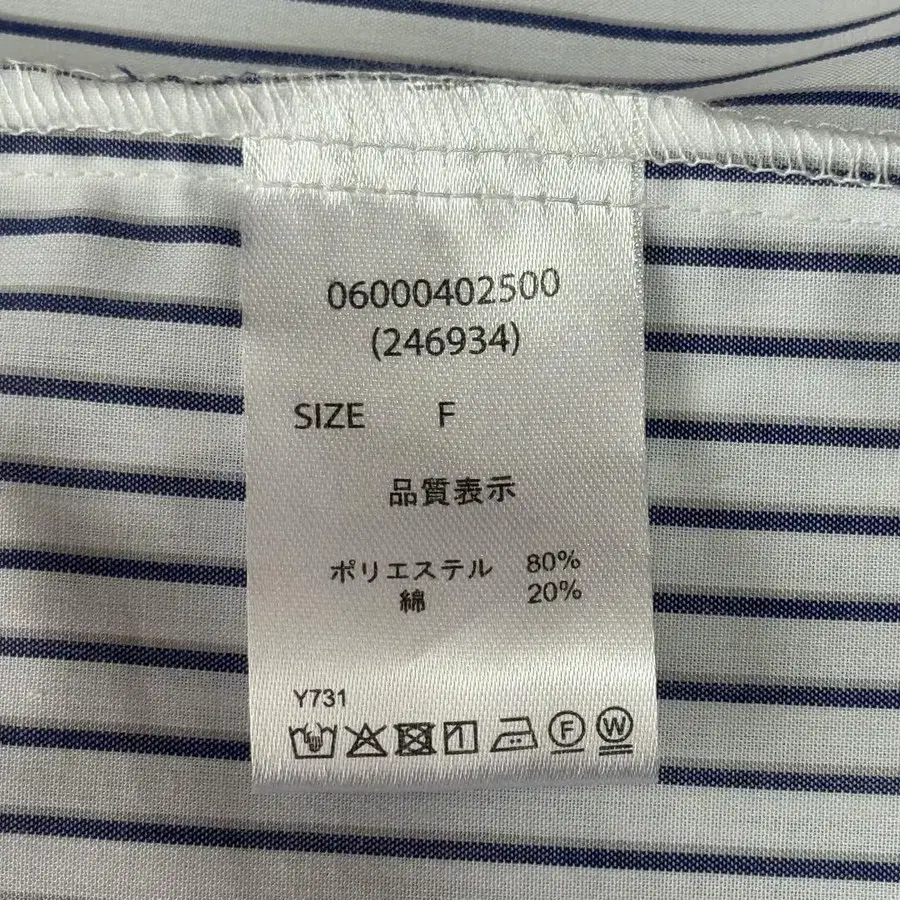 06000402500
(246934)
SIZE F
品質表示
ポリエステル 80%
綿 20%
Y731
F W